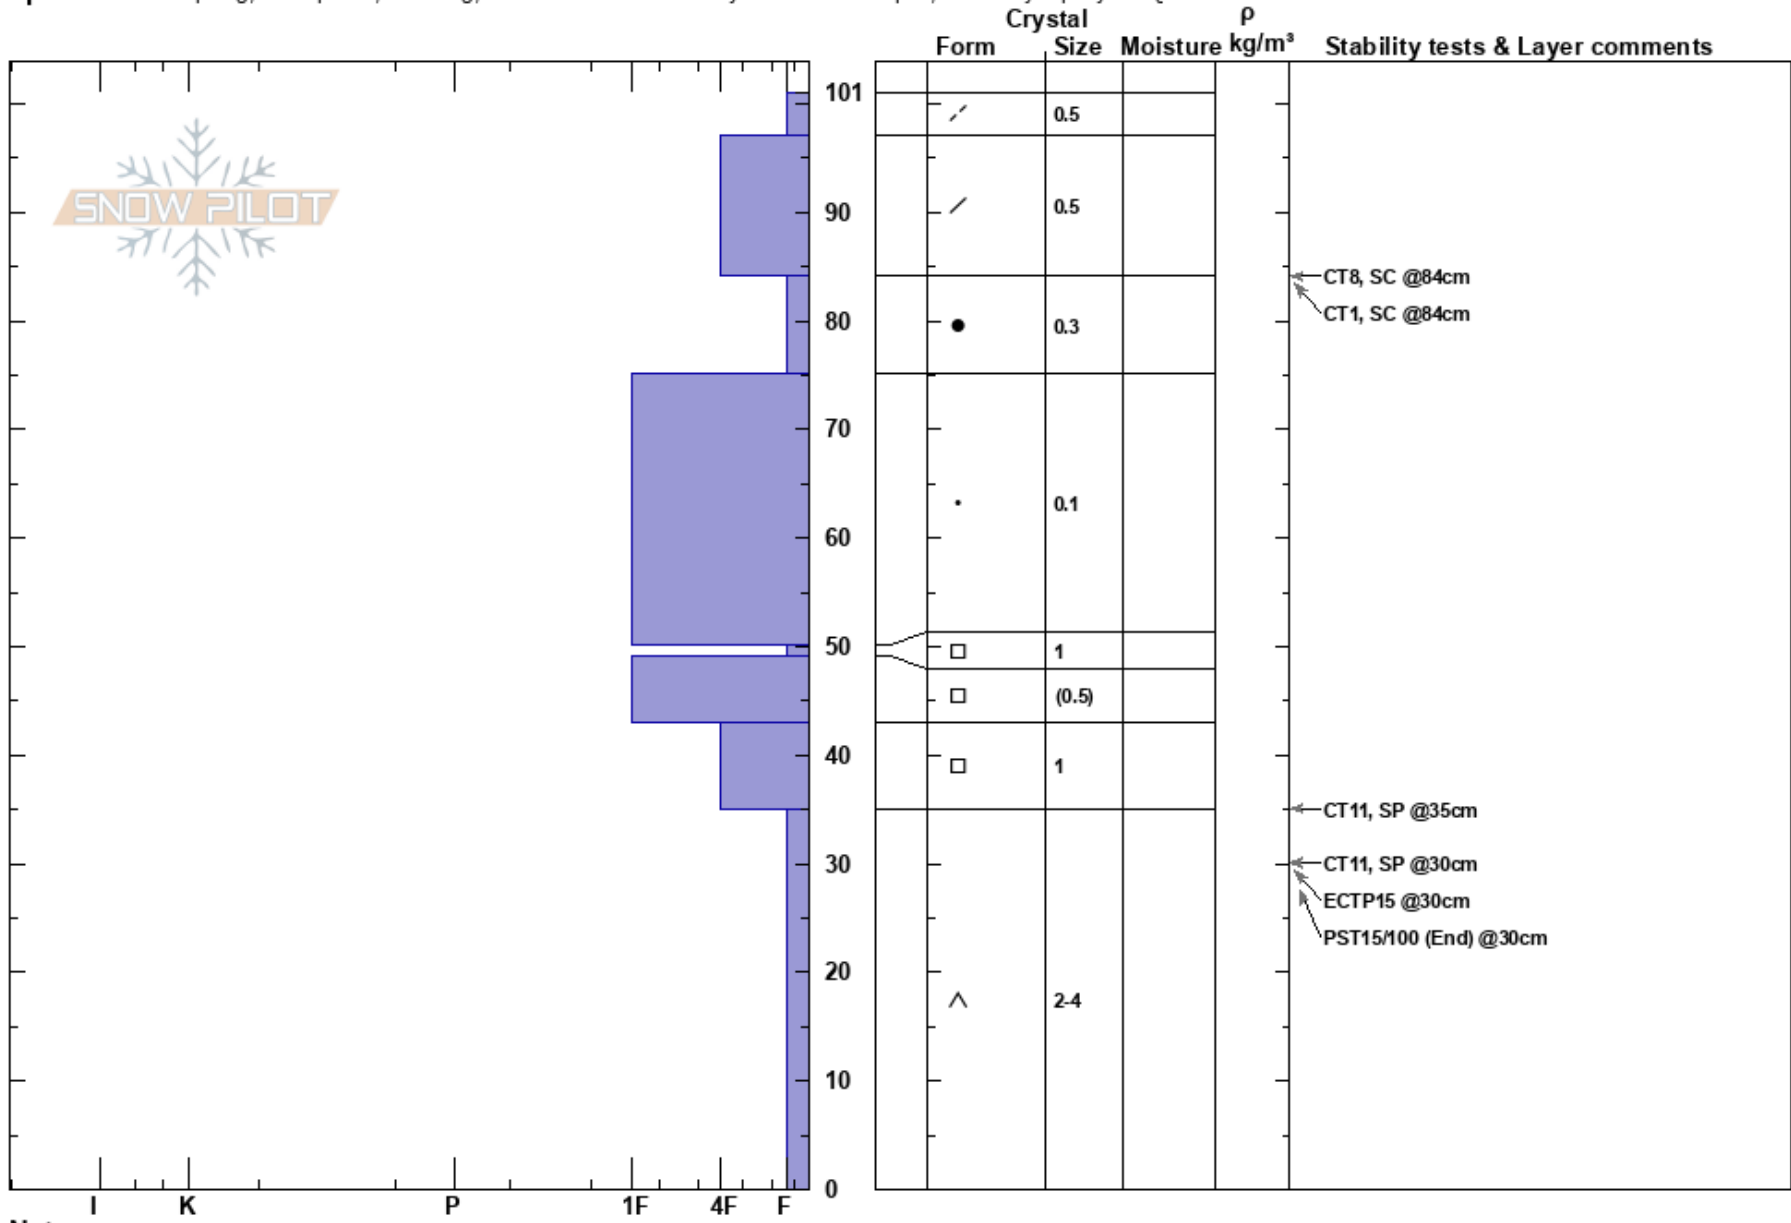 Crystal
ρ
Form Size Moisture kg/m³ Stability tests & Layer comments
101
0.5
SNOW PILOT
90
0.5
CT8, SC @84cm
CT1, SC @84cm
80
0.3
70
0.1
60
50
1
(0.5)
40
1
CT11, SP @35cm
30
CT11, SP @30cm
ECTP15 @30cm
PST15/100 (End) @30cm
20
2-4
10
0
I K P 1F 4F F